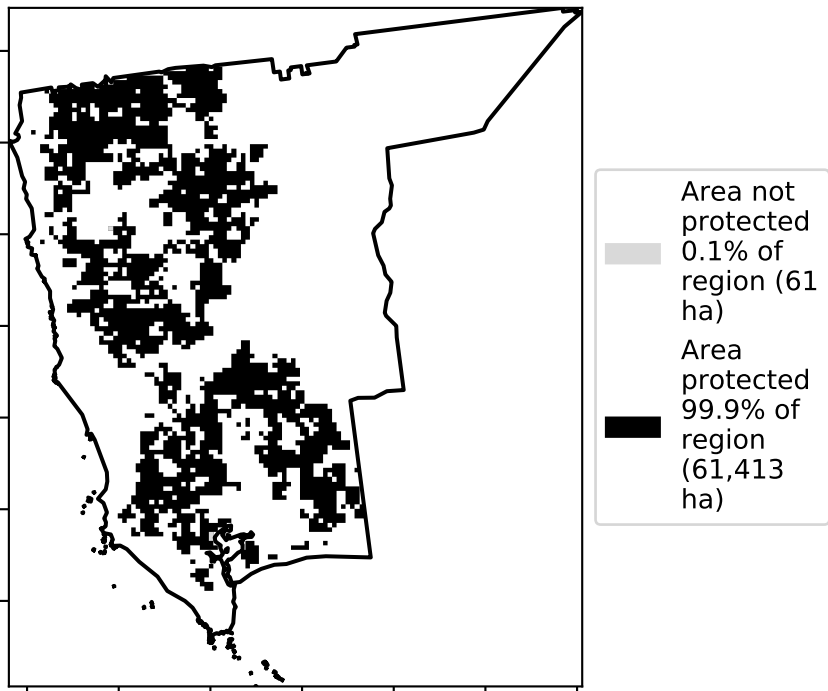 Area not
protected
0.1% of
region (61
ha)
Area
protected
99.9% of
region
(61,413
ha)